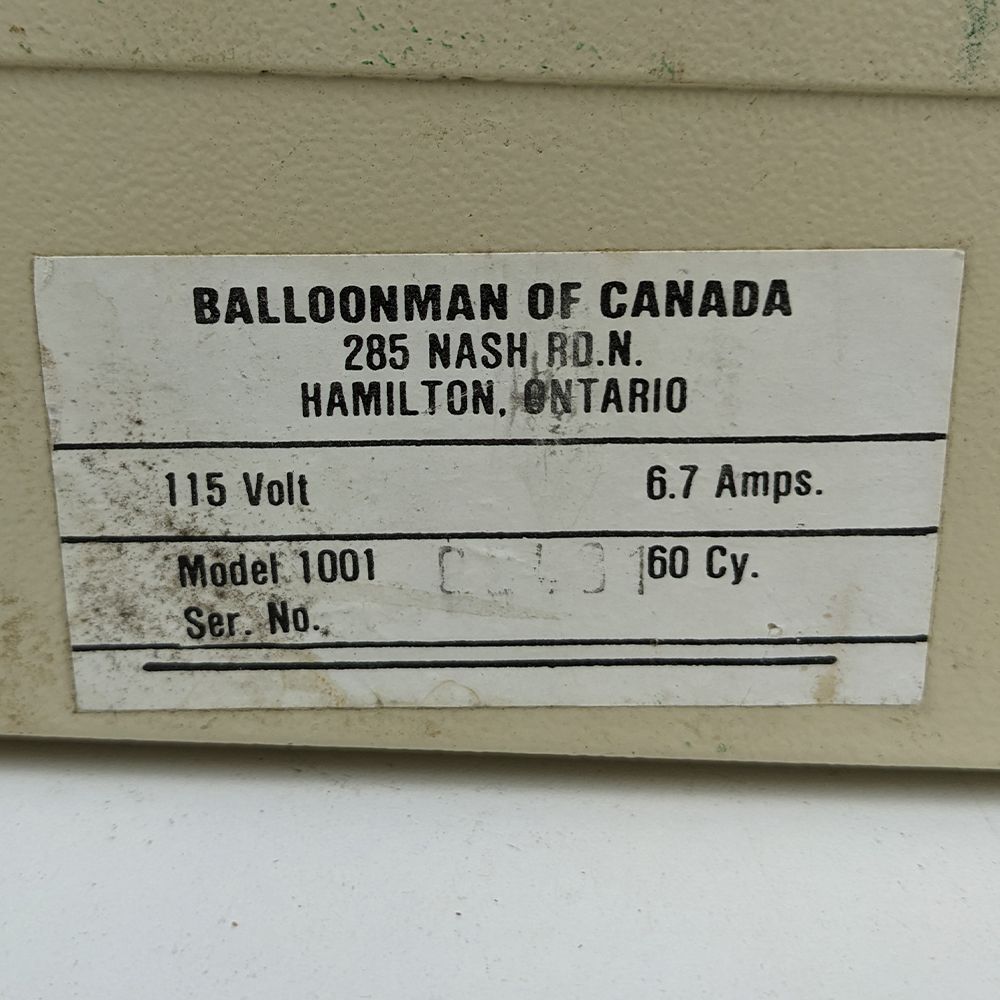 BALLOONMAN OF CANADA
285 NASH RD.N.
HAMILTON, ONTARIO
115 Volt 6.7 Amps.
Model 1001 60 Cy.
Ser. No.